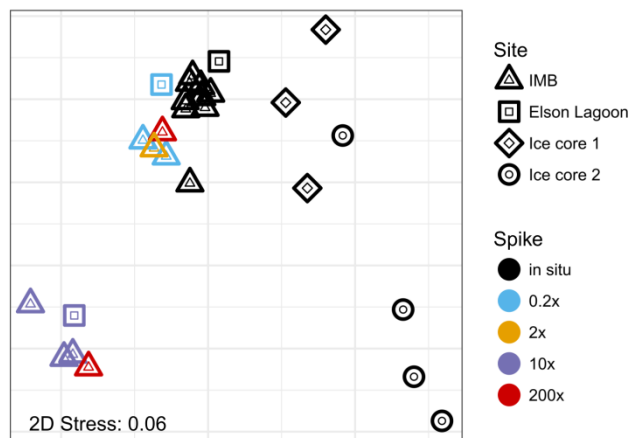 Site
IMB
Elson Lagoon
Ice core 1
Ice core 2
Spike
in situ
0.2x
2x
10x
200x
2D Stress: 0.06